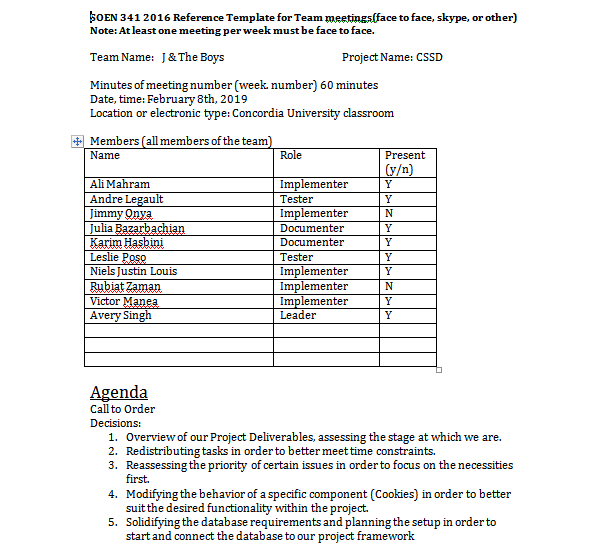 SOEN 341 2016 Reference Template for Team meetings(face to face, skype, or other)
Note: At least one meeting per week must be face to face.
Team Name: J & The Boys Project Name: CSSD
Minutes of meeting number (week. number) 60 minutes
Date, time: February 8th, 2019
Location or electronic type: Concordia University classroom
Members (all members of the team)
Name Role Present
(y/n)
Ali Mahram Implementer Y
Andre Legault Tester Y
Jimmy Onya Implementer N
Julia Bazarbachian Documenter Y
Karim Hasbini Documenter Y
Leslie Poso Tester Y
Niels Justin Louis Implementer Y
Rubiat Zaman Implementer N
Victor Manea Implementer Y
Avery Singh Leader Y
Agenda
Call to Order
Decisions:
1. Overview of our Project Deliverables, assessing the stage at which we are.
2. Redistributing tasks in order to better meet time constraints.
3. Reassessing the priority of certain issues in order to focus on the necessities
first.
4. Modifying the behavior of a specific component (Cookies) in order to better
suit the desired functionality within the project.
5. Solidifying the database requirements and planning the setup in order to
start and connect the database to our project framework